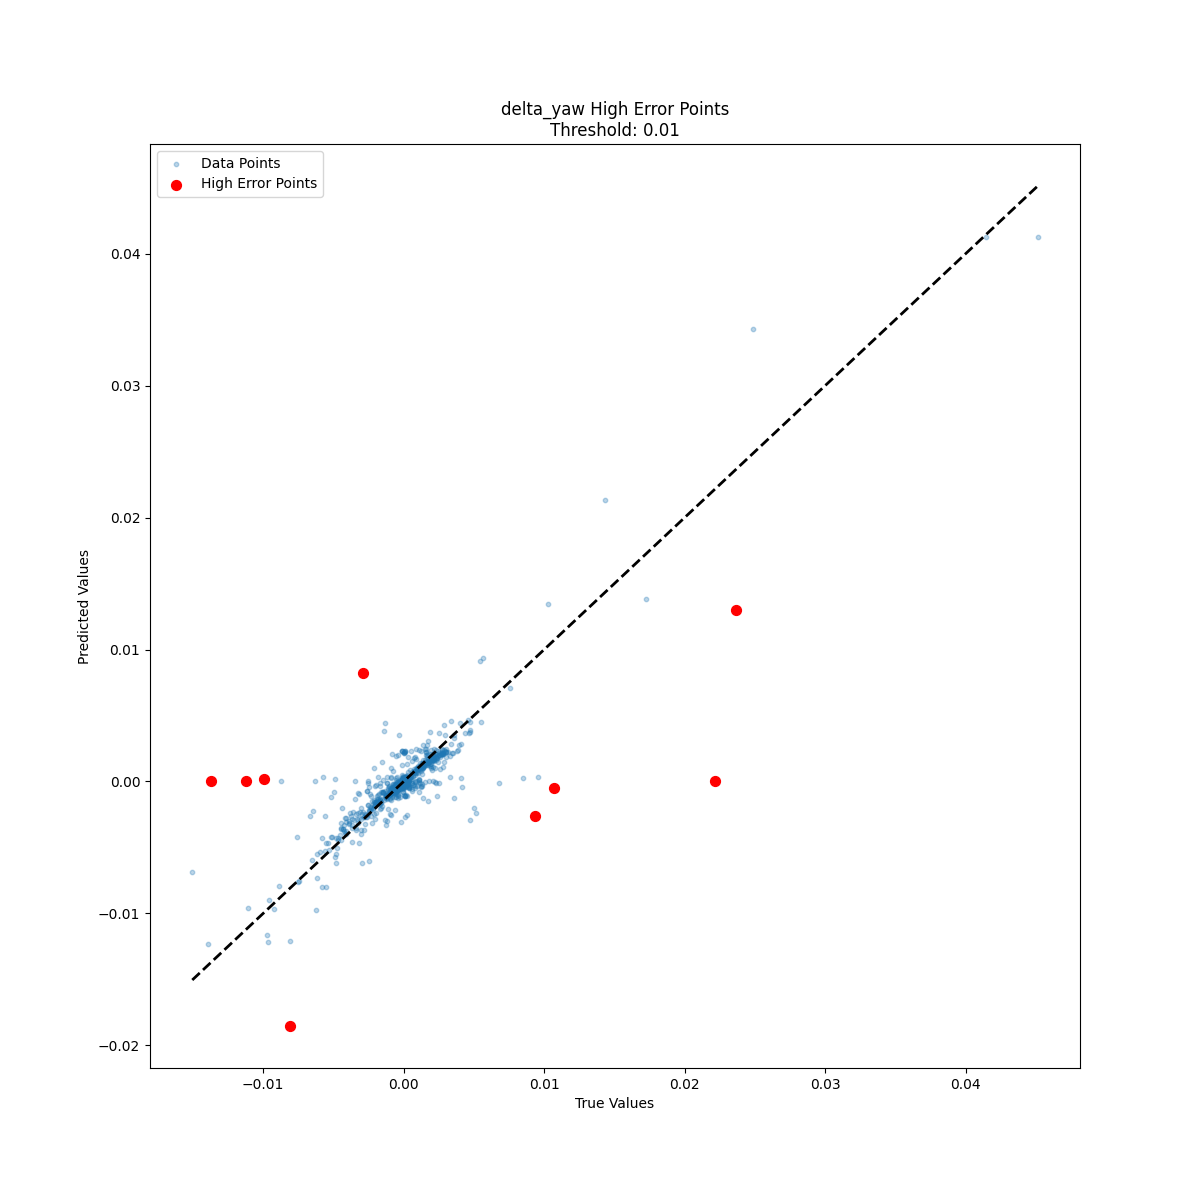 delta_yaw High Error Points
Threshold: 0.01
Data Points
High Error Points
0.04
0.03
0.02
0.01
0.00
−0.01
−0.02
Predicted Values
−0.01
0.00
0.01
0.02
0.03
0.04
True Values